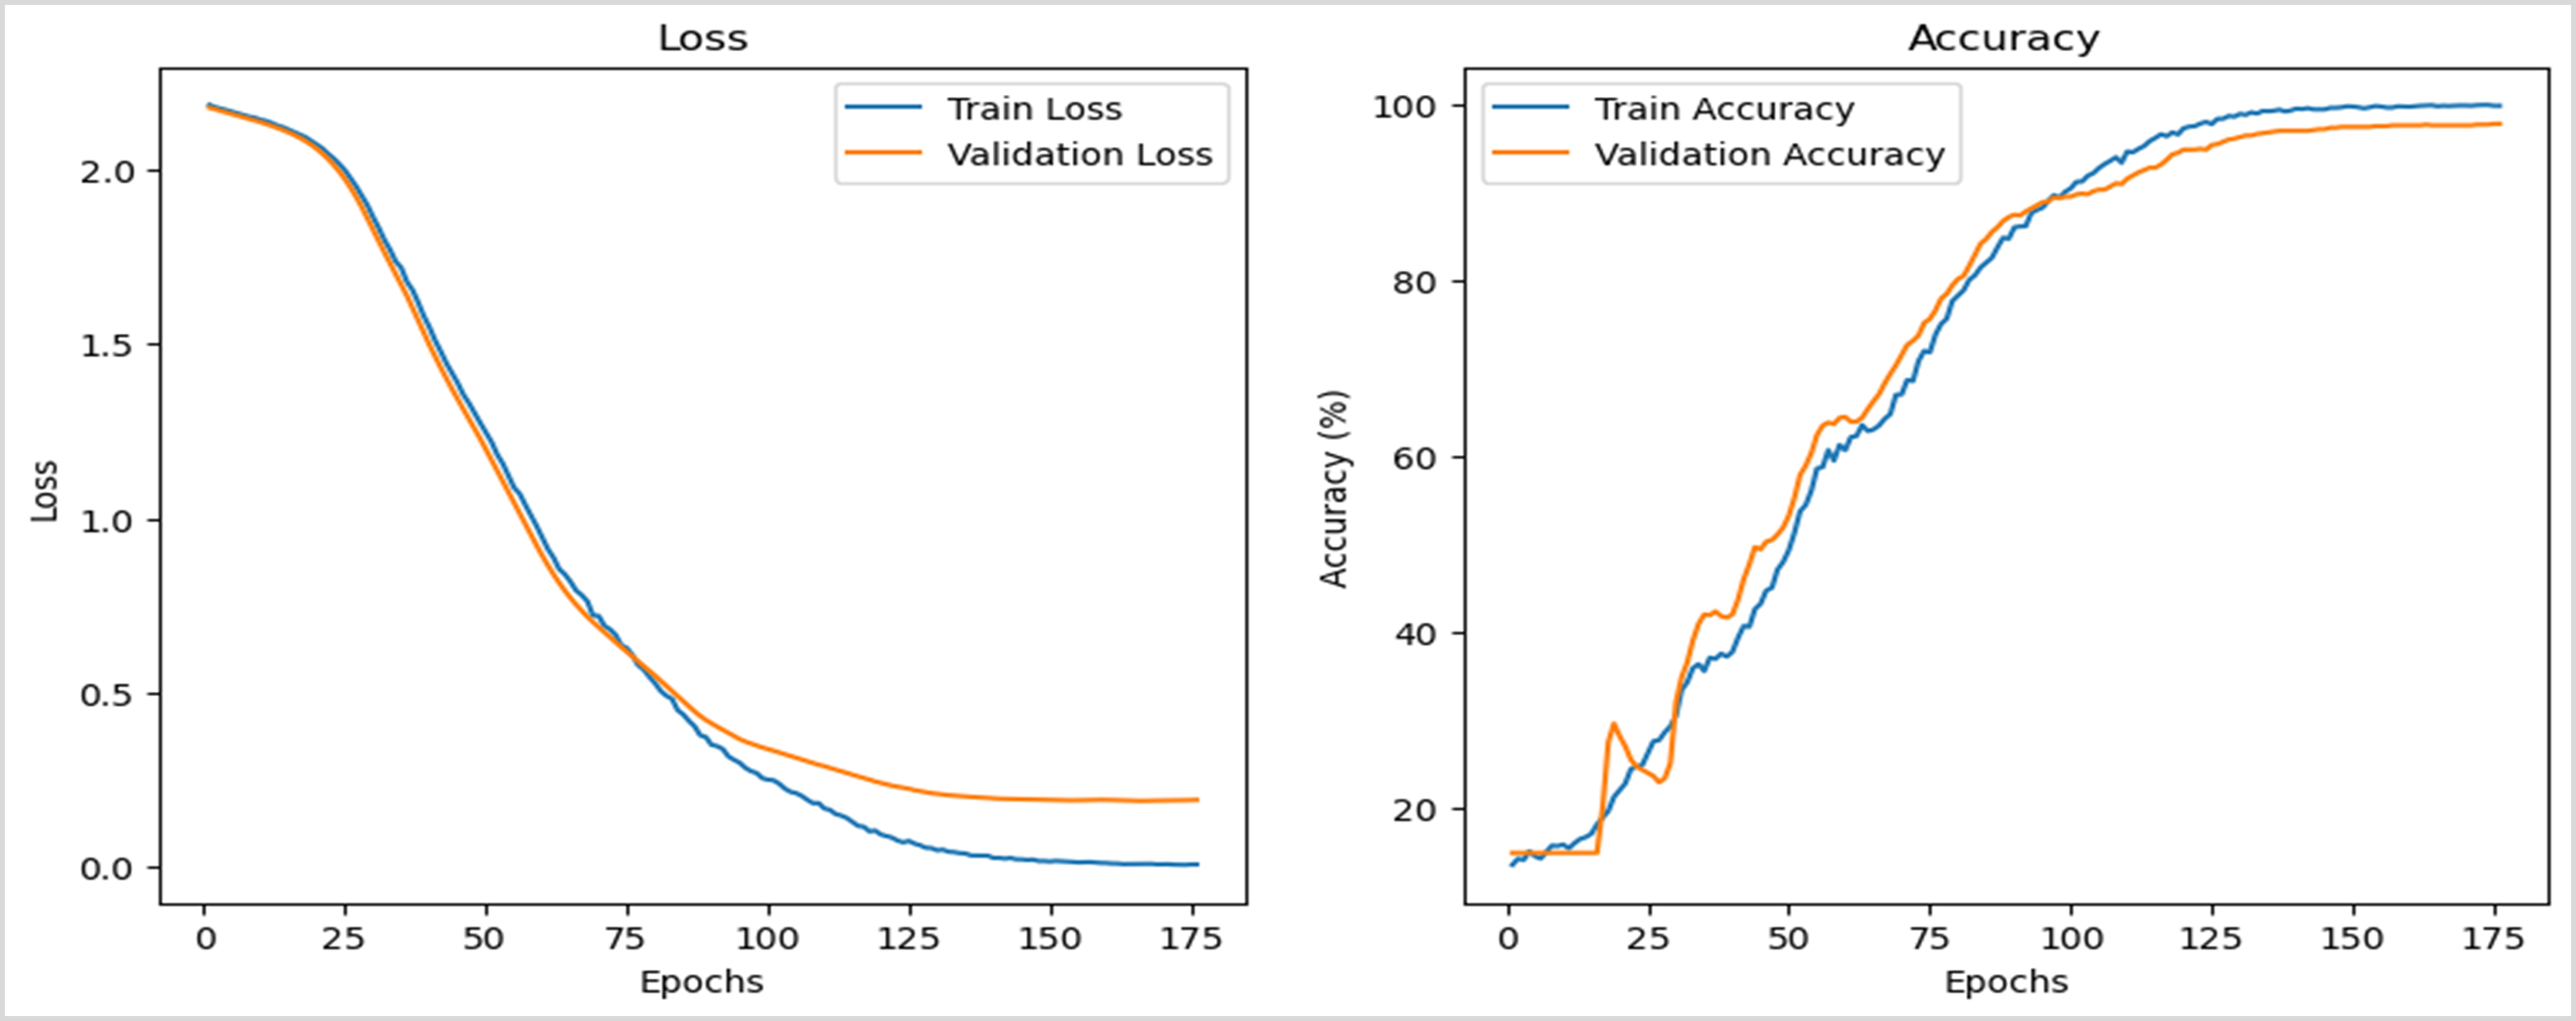 Loss
Train Loss
Validation Loss
2.0
1.5
1.0
0.5
0.0
Loss
0 25 50 75 100 125 150 175
Epochs
Accuracy
Train Accuracy
Validation Accuracy
100
80
60
40
20
Accuracy (%)
0 25 50 75 100 125 150 175
Epochs